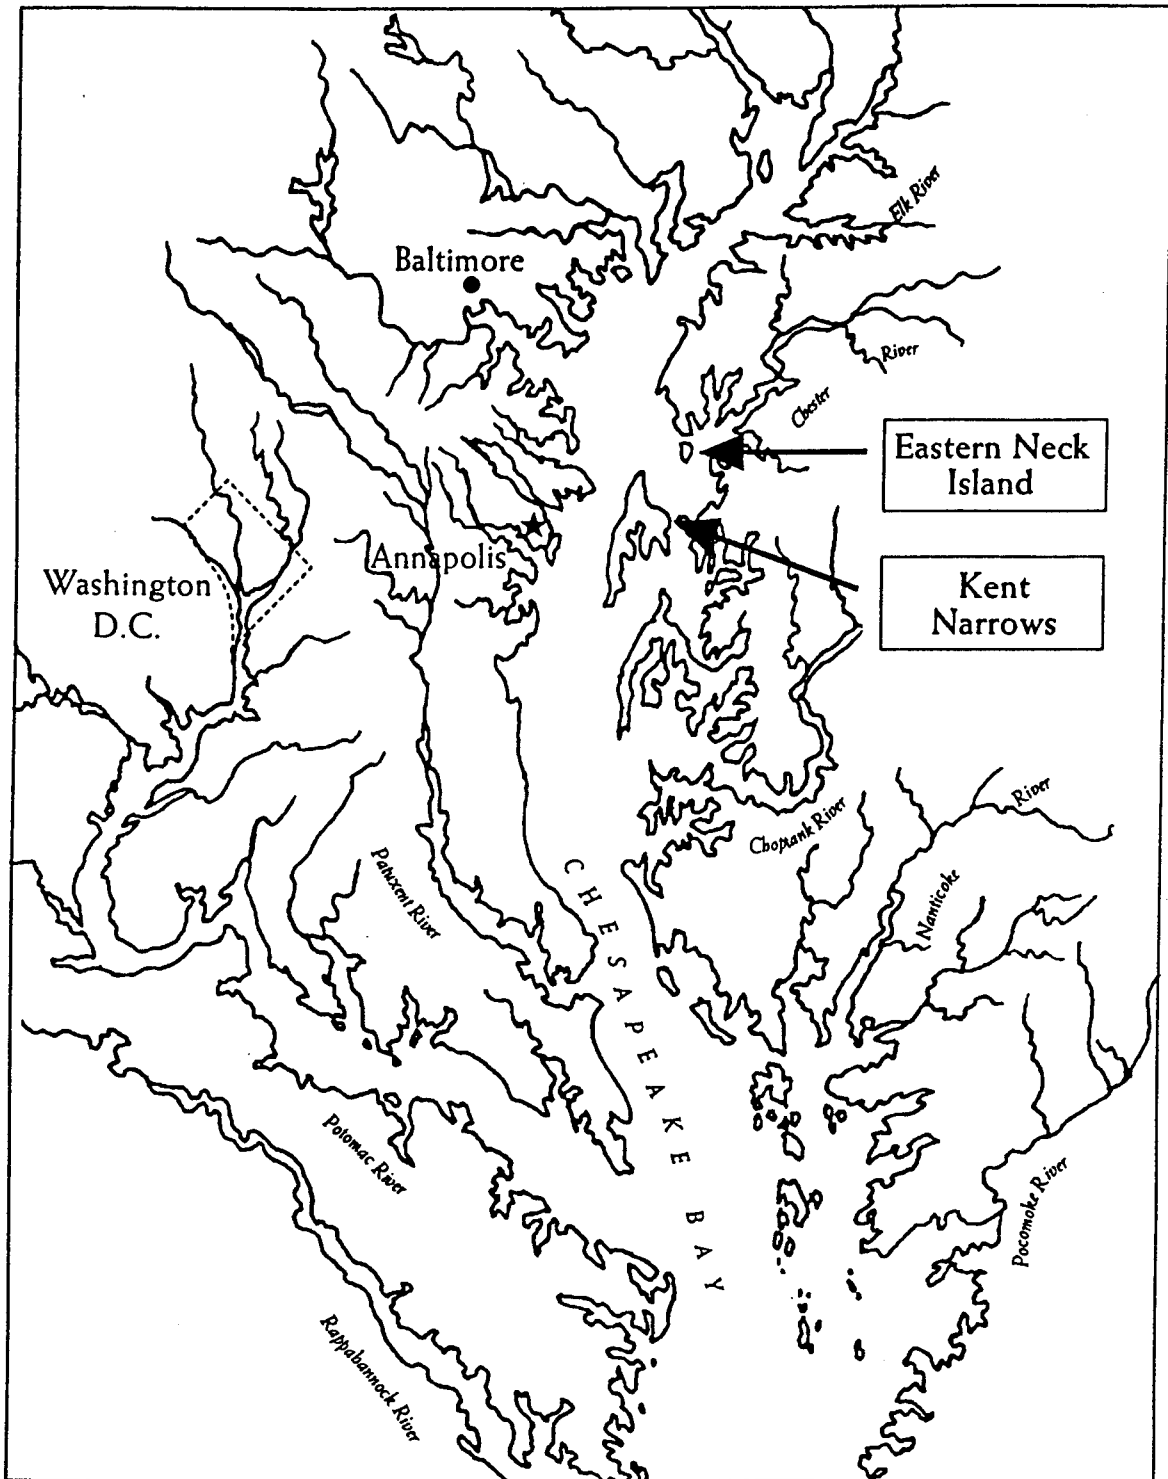 Elk River
Baltimore
River
Chester
Eastern Neck
Island
Annapolis
Washington
D.C.
Kent
Narrows
River
Choptank River
Patuxent River
CHESAPEAKE BAY
Nanticoke
Potomac River
Pocomoke River
Rappahannock River